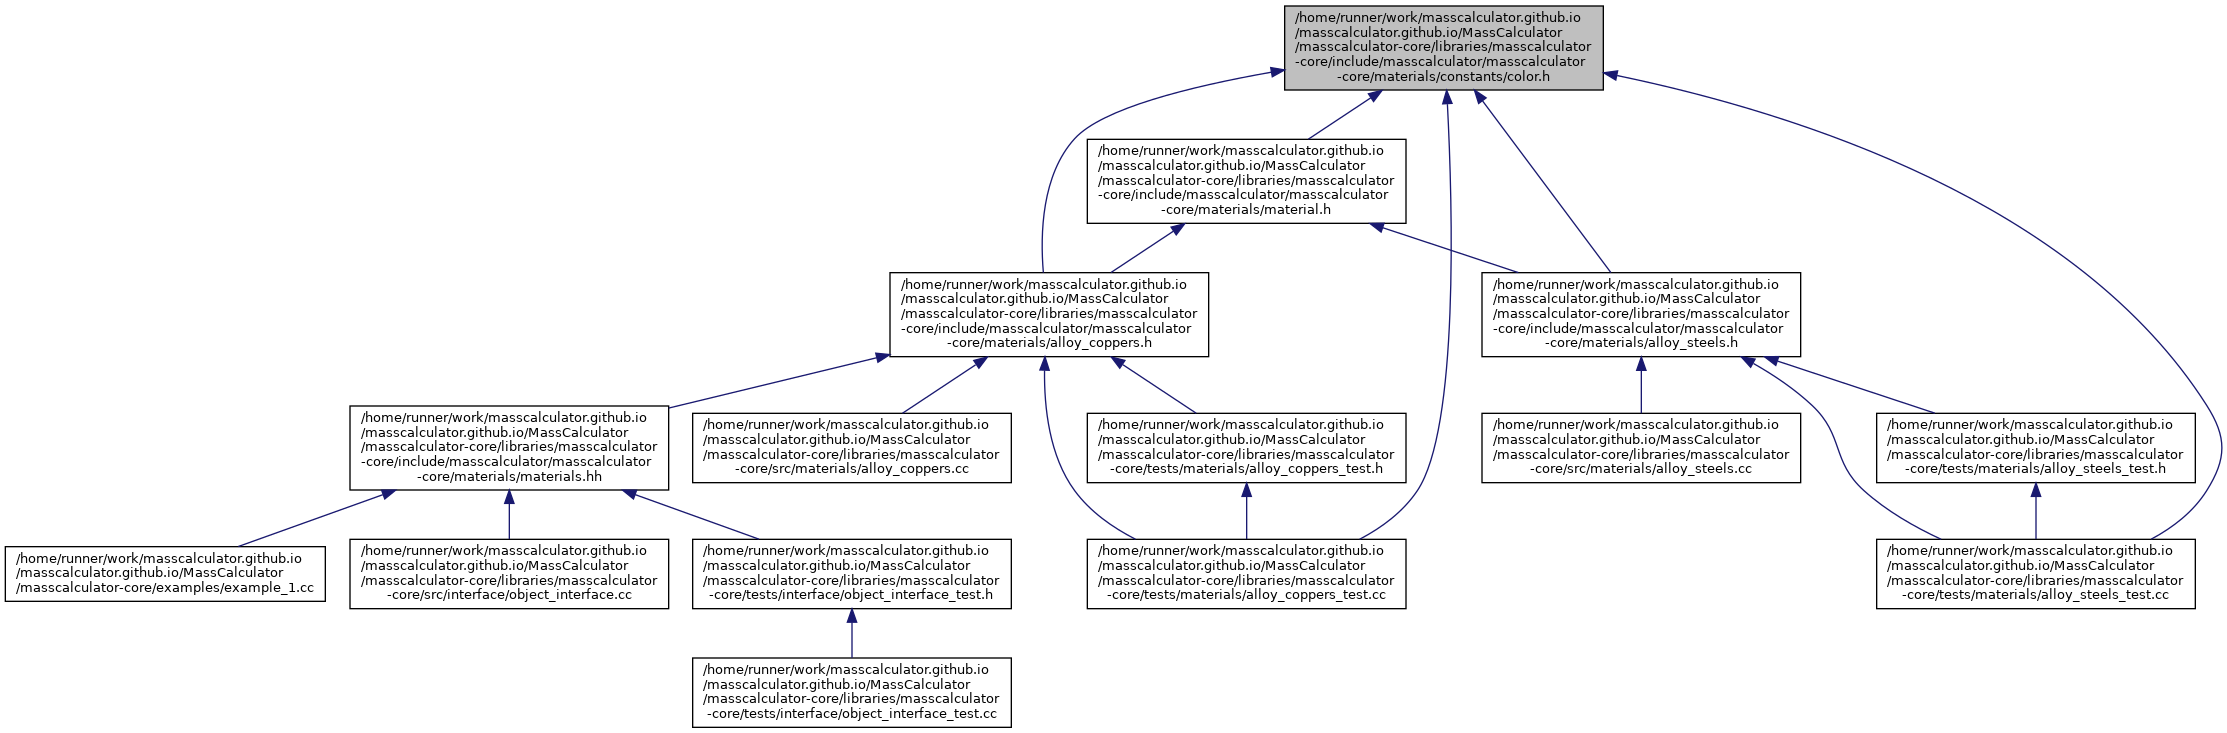 /home/runner/work/masscalculator.github.io
/masscalculator.github.io/MassCalculator
/masscalculator-core/libraries/masscalculator
-core/include/masscalculator/masscalculator
-core/materials/constants/color.h
/home/runner/work/masscalculator.github.io
/masscalculator.github.io/MassCalculator
/masscalculator-core/libraries/masscalculator
-core/include/masscalculator/masscalculator
-core/materials/material.h
/home/runner/work/masscalculator.github.io
/masscalculator.github.io/MassCalculator
/masscalculator-core/libraries/masscalculator
-core/include/masscalculator/masscalculator
-core/materials/alloy_coppers.h
/home/runner/work/masscalculator.github.io
/masscalculator.github.io/MassCalculator
/masscalculator-core/libraries/masscalculator
-core/include/masscalculator/masscalculator
-core/materials/alloy_steels.h
/home/runner/work/masscalculator.github.io
/masscalculator.github.io/MassCalculator
/masscalculator-core/libraries/masscalculator
-core/include/masscalculator/masscalculator
-core/materials/materials.hh
/home/runner/work/masscalculator.github.io
/masscalculator.github.io/MassCalculator
/masscalculator-core/libraries/masscalculator
-core/src/materials/alloy_coppers.cc
/home/runner/work/masscalculator.github.io
/masscalculator.github.io/MassCalculator
/masscalculator-core/libraries/masscalculator
-core/tests/materials/alloy_coppers_test.h
/home/runner/work/masscalculator.github.io
/masscalculator.github.io/MassCalculator
/masscalculator-core/libraries/masscalculator
-core/src/materials/alloy_steels.cc
/home/runner/work/masscalculator.github.io
/masscalculator.github.io/MassCalculator
/masscalculator-core/libraries/masscalculator
-core/tests/materials/alloy_steels_test.h
/home/runner/work/masscalculator.github.io
/masscalculator.github.io/MassCalculator
/masscalculator-core/examples/example_1.cc
/home/runner/work/masscalculator.github.io
/masscalculator.github.io/MassCalculator
/masscalculator-core/libraries/masscalculator
-core/src/interface/object_interface.cc
/home/runner/work/masscalculator.github.io
/masscalculator.github.io/MassCalculator
/masscalculator-core/libraries/masscalculator
-core/tests/interface/object_interface_test.h
/home/runner/work/masscalculator.github.io
/masscalculator.github.io/MassCalculator
/masscalculator-core/libraries/masscalculator
-core/tests/materials/alloy_coppers_test.cc
/home/runner/work/masscalculator.github.io
/masscalculator.github.io/MassCalculator
/masscalculator-core/libraries/masscalculator
-core/tests/materials/alloy_steels_test.cc
/home/runner/work/masscalculator.github.io
/masscalculator.github.io/MassCalculator
/masscalculator-core/libraries/masscalculator
-core/tests/interface/object_interface_test.cc